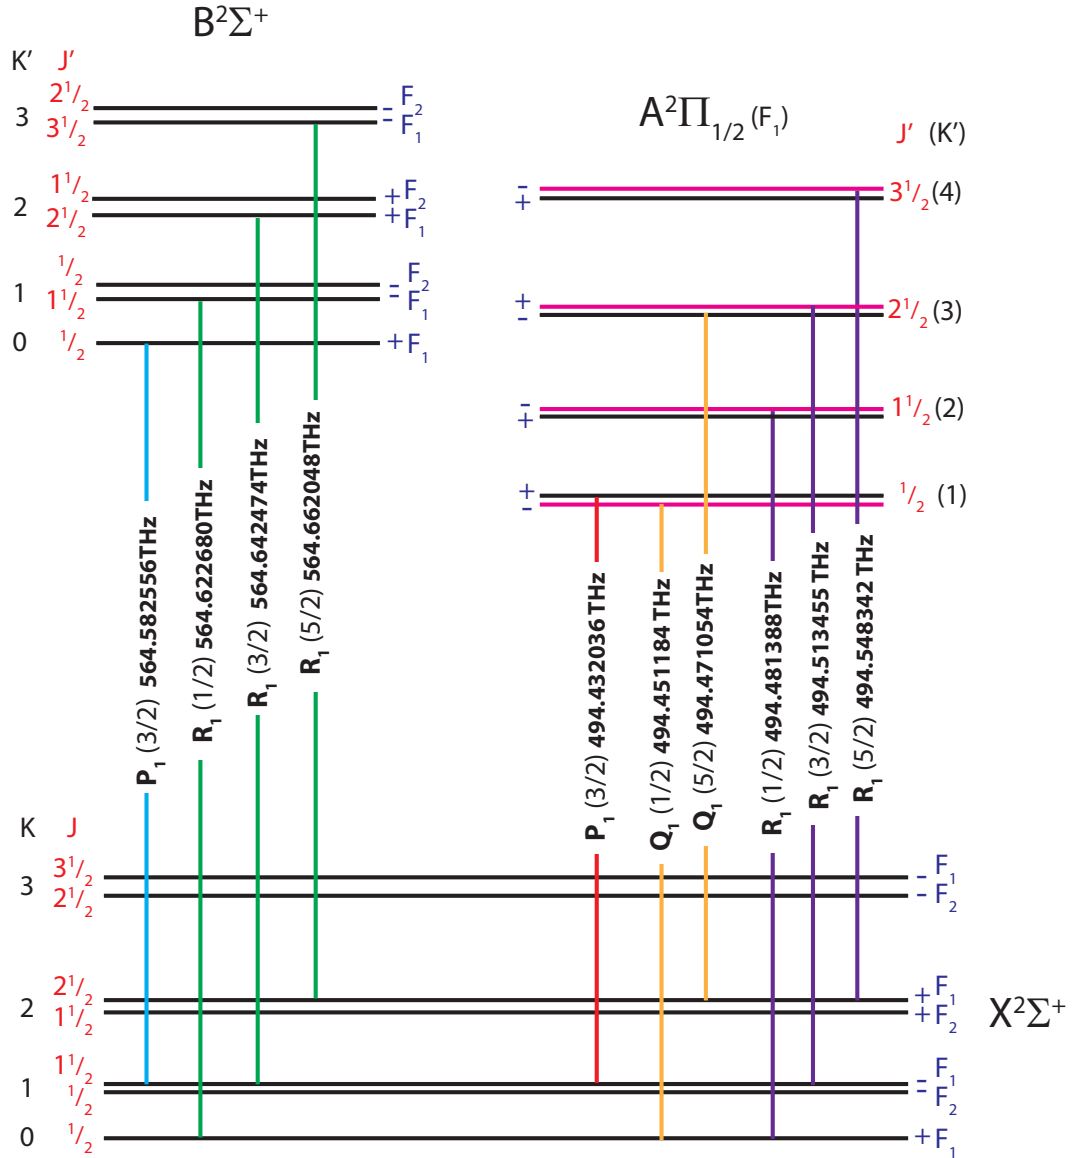 B²Σ⁺
K' J'
2¹/₂ - F₂
3
3¹/₂ - F₁
1¹/₂ + F₂
2
2¹/₂ + F₁
¹/₂ - F₂
1
1¹/₂ - F₁
0 ¹/₂ + F₁
A²Π₁/₂ (F₁)
J' (K')
- 3¹/₂ (4)
+
+ 2¹/₂ (3)
-
- 1¹/₂ (2)
+
+ ¹/₂ (1)
-
P₁ (3/2) 564.582556THz
R₁ (1/2) 564.622680THz
R₁ (3/2) 564.642474THz
R₁ (5/2) 564.662048THz
P₁ (3/2) 494.432036 THz
Q₁ (1/2) 494.451184 THz
Q₁ (5/2) 494.471054THz
R₁ (1/2) 494.481388THz
R₁ (3/2) 494.513455 THz
R₁ (5/2) 494.548342 THz
K J
3¹/₂ - F₁
3
2¹/₂ - F₂
2¹/₂ + F₁
2
1¹/₂ + F₂
X²Σ⁺
1¹/₂ - F₁
1
¹/₂ - F₂
0 ¹/₂ + F₁